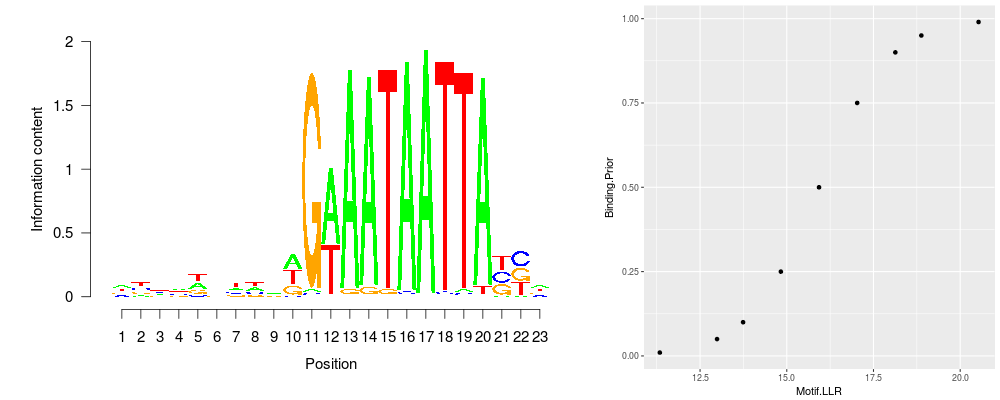 2
1.5
1
0.5
0
Information content
1 2 3 4 5 6 7 8 9 10 11 12 13 14 15 16 17 18 19 20 21 22 23
Position
G A T A A T A A T T A
1.00
0.75
0.50
0.25
0.00
Binding.Prior
12.5 15.0 17.5 20.0
Motif.LLR